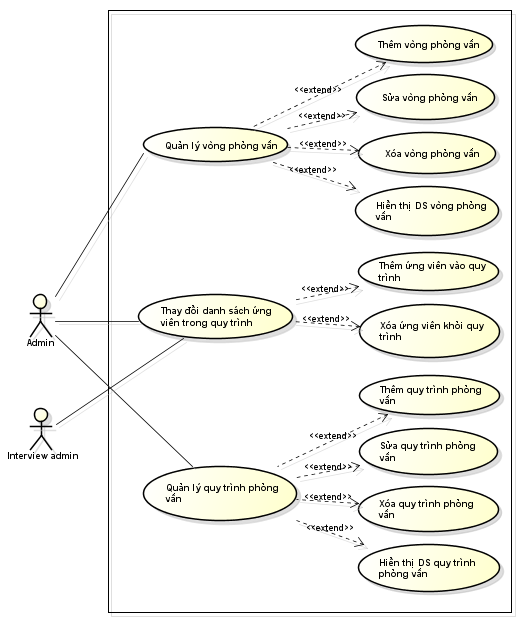 Thêm vòng phỏng vấn
<<extend>>
Sửa vòng phỏng vấn
<<extend>>
Quản lý vòng phỏng vấn
<<extend>>
Xóa vòng phỏng vấn
<<extend>>
Hiển thị DS vòng phỏng
vấn
Thêm ứng viên vào quy
trình
<<extend>>
Thay đổi danh sách ứng
viên trong quy trình
<<extend>>
Xóa ứng viên khỏi quy
trình
Admin
Thêm quy trình phỏng
vấn
<<extend>>
Interview admin
Sửa quy trình phỏng
vấn
<<extend>>
Quản lý quy trình phỏng
vấn
<<extend>>
Xóa quy trình phỏng
vấn
<<extend>>
Hiển thị DS quy trình
phỏng vấn